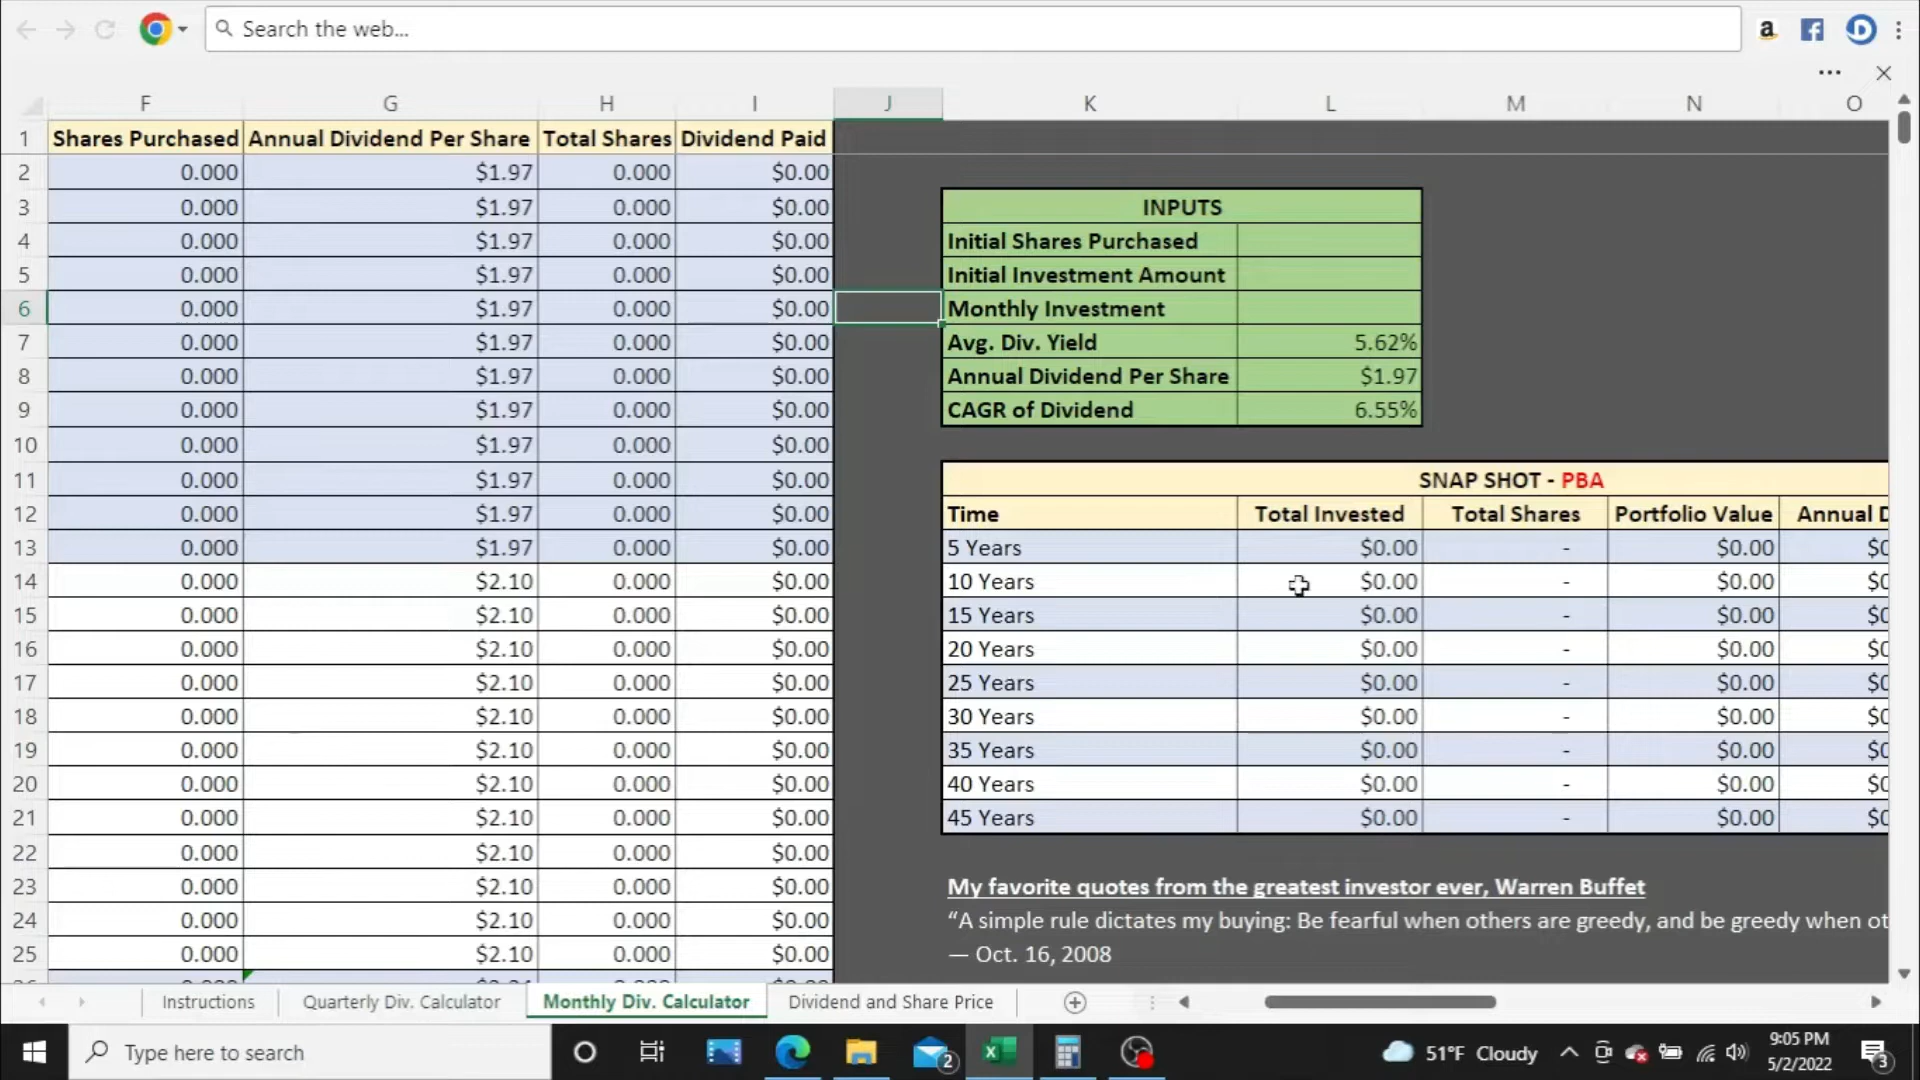 Search the web...
a
F G H I J K L M N O
1 Shares Purchased Annual Dividend Per Share Total Shares Dividend Paid
2 0.000 $1.97 0.000 $0.00
3 0.000 $1.97 0.000 $0.00 INPUTS
4 0.000 $1.97 0.000 $0.00 Initial Shares Purchased
5 0.000 $1.97 0.000 $0.00 Initial Investment Amount
6 0.000 $1.97 0.000 $0.00 Monthly Investment
7 0.000 $1.97 0.000 $0.00 Avg. Div. Yield 5.62%
8 0.000 $1.97 0.000 $0.00 Annual Dividend Per Share $1.97
9 0.000 $1.97 0.000 $0.00 CAGR of Dividend 6.55%
10 0.000 $1.97 0.000 $0.00
11 0.000 $1.97 0.000 $0.00 SNAP SHOT - PBA
12 0.000 $1.97 0.000 $0.00 Time Total Invested Total Shares Portfolio Value Annual
13 0.000 $1.97 0.000 $0.00 5 Years $0.00 - $0.00
14 0.000 $2.10 0.000 $0.00 10 Years $0.00 - $0.00
15 0.000 $2.10 0.000 $0.00 15 Years $0.00 - $0.00
16 0.000 $2.10 0.000 $0.00 20 Years $0.00 - $0.00
17 0.000 $2.10 0.000 $0.00 25 Years $0.00 - $0.00
18 0.000 $2.10 0.000 $0.00 30 Years $0.00 - $0.00
19 0.000 $2.10 0.000 $0.00 35 Years $0.00 - $0.00
20 0.000 $2.10 0.000 $0.00 40 Years $0.00 - $0.00
21 0.000 $2.10 0.000 $0.00 45 Years $0.00 - $0.00
22 0.000 $2.10 0.000 $0.00
23 0.000 $2.10 0.000 $0.00 My favorite quotes from the greatest investor ever, Warren Buffet
24 0.000 $2.10 0.000 $0.00 “A simple rule dictates my buying: Be fearful when others are greedy, and be greedy when
25 0.000 $2.10 0.000 $0.00 — Oct. 16, 2008
Instructions Quarterly Div. Calculator Monthly Div. Calculator Dividend and Share Price
Type here to search 2 51°F Cloudy 9:05 PM
5/2/2022 3